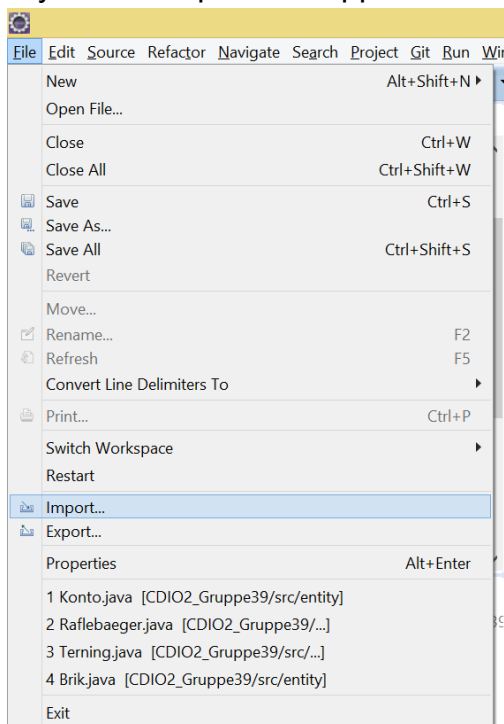 File Edit Source Refactor Navigate Search Project Git Run
New Alt+Shift+N
Open File...
Close Ctrl+W
Close All Ctrl+Shift+W
Save Ctrl+S
Save As...
Save All Ctrl+Shift+S
Revert
Move...
Rename... F2
Refresh F5
Convert Line Delimiters To
Print... Ctrl+P
Switch Workspace
Restart
Import...
Export...
Properties Alt+Enter
1 Konto.java [CDIO2_Gruppe39/src/entity]
2 Raflebaeger.java [CDIO2_Gruppe39/...]
3 Terning.java [CDIO2_Gruppe39/src/...]
4 Brik.java [CDIO2_Gruppe39/src/entity]
Exit